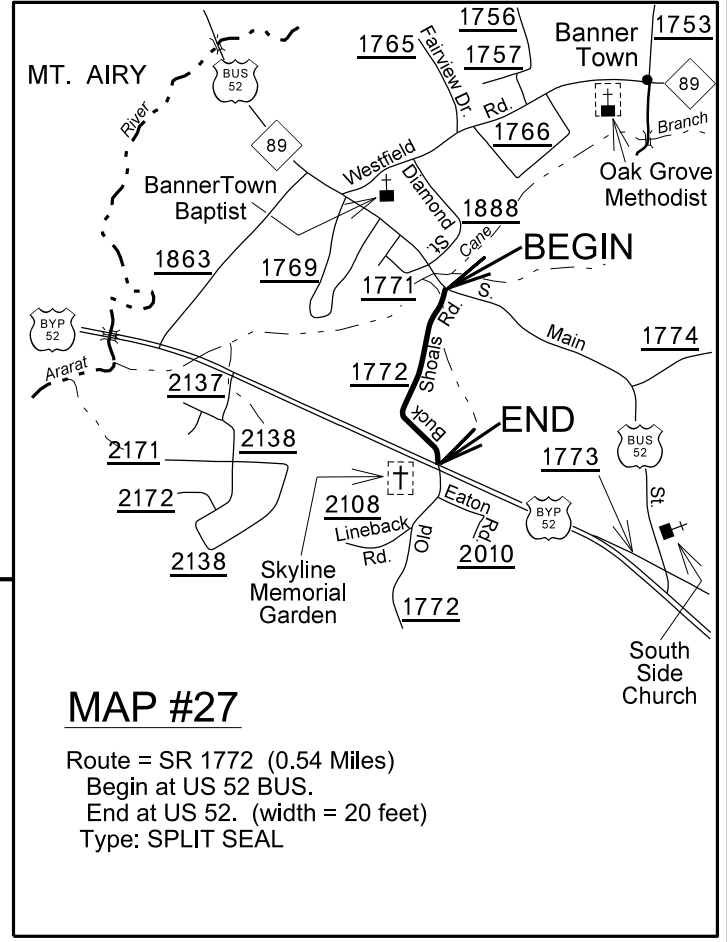 1756
1753
1765
Fairview Dr.
1757
Banner
Town
MT. AIRY
BUS
52
89
River
Rd.
1766
Branch
89
Westfield
Oak Grove
Methodist
BannerTown
Baptist
Diamond
St.
1888
Cane
BEGIN
1863
1769
1771
S.
Main
BYP
52
1774
Ararat
1772
Old Buck Shoals Rd.
2137
END
BUS
52
2171
2138
1773
St.
2172
2108
Eaton
Rd.
BYP
52
Lineback
Rd.
2010
2138
Skyline
Memorial
Garden
1772
South
Side
Church
MAP #27
Route = SR 1772 (0.54 Miles)
Begin at US 52 BUS.
End at US 52. (width = 20 feet)
Type: SPLIT SEAL